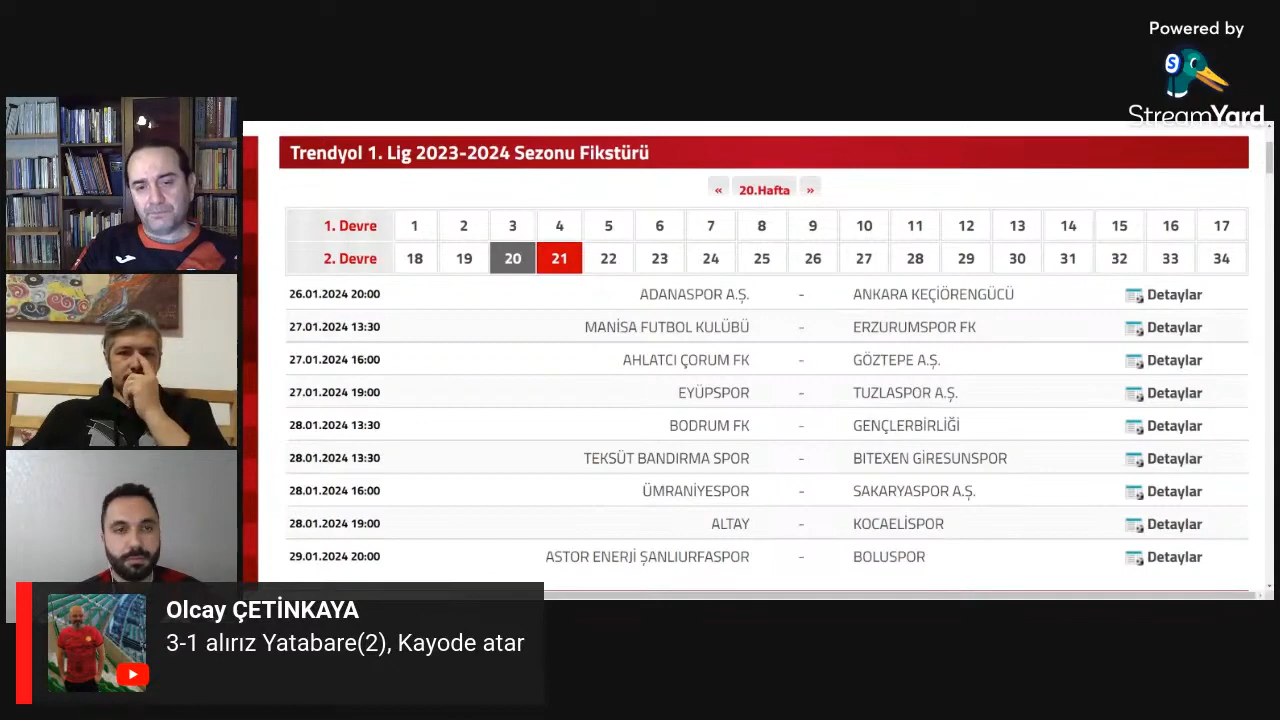 Powered by
StreamYard
Trendyol 1. Lig 2023-2024 Sezonu Fikstürü
« 20.Hafta »
1. Devre 1 2 3 4 5 6 7 8 9 10 11 12 13 14 15 16 17
2. Devre 18 19 20 21 22 23 24 25 26 27 28 29 30 31 32 33 34
26.01.2024 20:00 ADANASPOR A.Ş. - ANKARA KEÇİÖRENGÜCÜ Detaylar
27.01.2024 13:30 MANİSA FUTBOL KULÜBÜ - ERZURUMSPOR FK Detaylar
27.01.2024 16:00 AHLATCI ÇORUM FK - GÖZTEPE A.Ş. Detaylar
27.01.2024 19:00 EYÜPSPOR - TUZLASPOR A.Ş. Detaylar
28.01.2024 13:30 BODRUM FK - GENÇLERBİRLİĞİ Detaylar
28.01.2024 13:30 TEKSÜT BANDIRMA SPOR - BITEXEN GİRESUNSPOR Detaylar
28.01.2024 16:00 ÜMRANİYESPOR - SAKARYASPOR A.Ş. Detaylar
28.01.2024 19:00 ALTAY - KOCAELİSPOR Detaylar
29.01.2024 20:00 ASTOR ENERJİ ŞANLIURFASPOR - BOLUSPOR Detaylar
Olcay ÇETİNKAYA
3-1 alırız Yatabare(2), Kayode atar